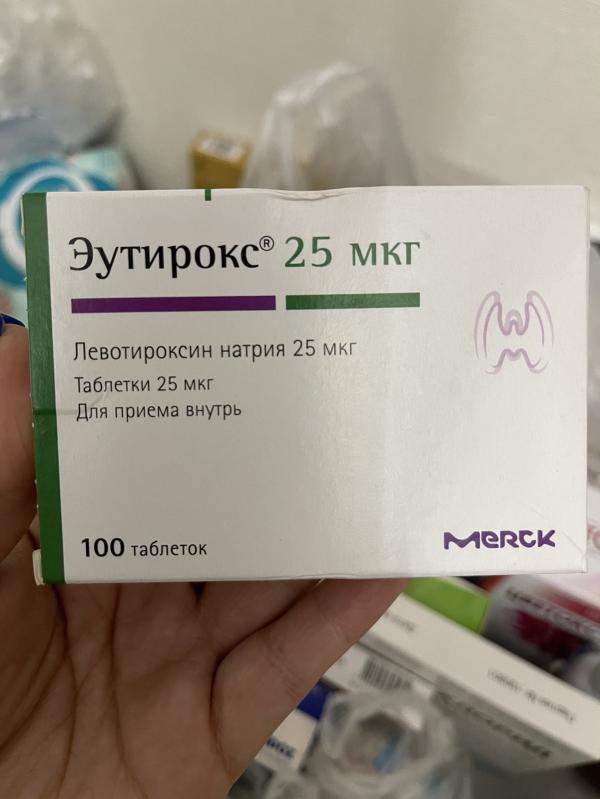 Эутирокс® 25 мкг
Левотироксин натрия 25 мкг
Таблетки 25 мкг
Для приема внутрь
100 таблеток
Merck